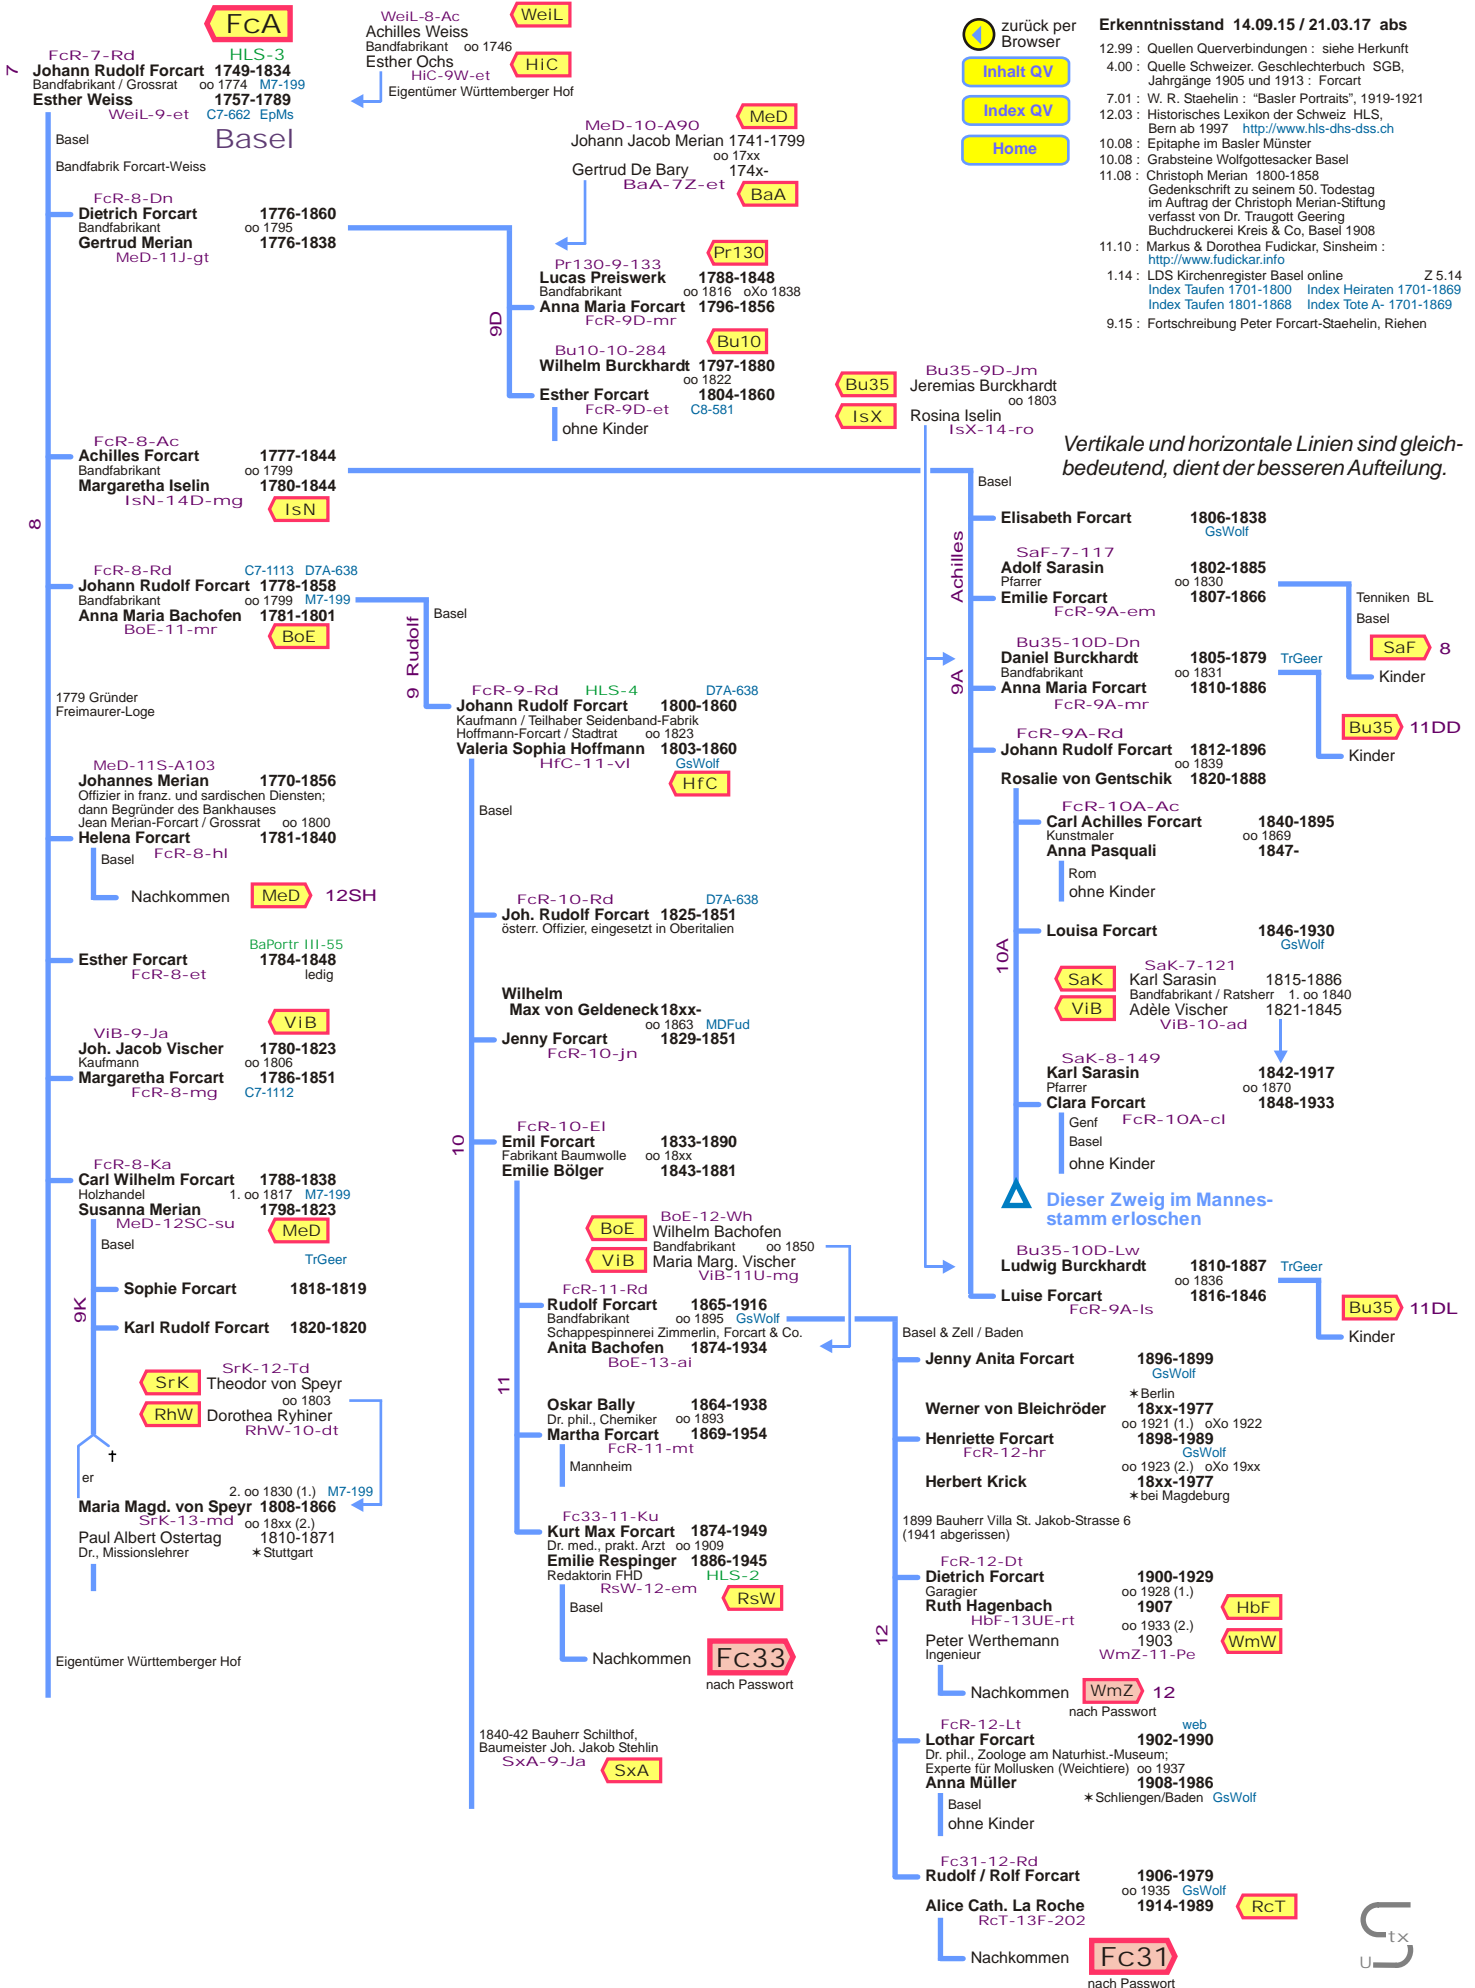 FcA
FcR-7-Rd
HLS-3
7
Johann Rudolf Forcart 1749-1834
Bandfabrikant / Grossrat oo 1774 M7-199
Esther Weiss 1757-1789
WeiL-9-et C7-662 EpMs
Basel
Basel
Bandfabrik Forcart-Weiss
WeiL-8-Ac
WeiL
Achilles Weiss
Bandfabrikant oo 1746
Esther Ochs
HiC
HiC-9W-et
Eigentümer Württemberger Hof
MeD
MeD-10-A90
Johann Jacob Merian 1741-1799
oo 17xx
Gertrud De Bary 174x-
BaA-7Z-et
BaA
zurück per
Browser
Inhalt QV
Index QV
Home
Erkenntnisstand 14.09.15 / 21.03.17 abs
12.99 : Quellen Querverbindungen : siehe Herkunft
4.00 : Quelle Schweizer. Geschlechterbuch SGB,
Jahrgänge 1905 und 1913 : Forcart
7.01 : W. R. Staehelin : “Basler Portraits”, 1919-1921
12.03 : Historisches Lexikon der Schweiz HLS,
Bern ab 1997 http://www.hls-dhs-dss.ch
10.08 : Epitaphe im Basler Münster
10.08 : Grabsteine Wolfgottesacker Basel
11.08 : Christoph Merian 1800-1858
Gedenkschrift zu seinem 50. Todestag
im Auftrag der Christoph Merian-Stiftung
verfasst von Dr. Traugott Geering
Buchdruckerei Kreis & Co, Basel 1908
11.10 : Markus & Dorothea Fudickar, Sinsheim :
http://www.fudickar.info
1.14 : LDS Kirchenregister Basel online Z 5.14
Index Taufen 1701-1800 Index Heiraten 1701-1869
Index Taufen 1801-1868 Index Tote A- 1701-1869
9.15 : Fortschreibung Peter Forcart-Staehelin, Riehen
Vertikale und horizontale Linien sind gleich-
bedeutend, dient der besseren Aufteilung.
8
FcR-8-Dn
Dietrich Forcart 1776-1860
Bandfabrikant oo 1795
Gertrud Merian 1776-1838
MeD-11J-gt
9D
Pr130
Pr130-9-133
Lucas Preiswerk 1788-1848
Bandfabrikant oo 1816 oXo 1838
Anna Maria Forcart 1796-1856
FcR-9D-mr
Bu10
Bu10-10-284
Wilhelm Burckhardt 1797-1880
oo 1822
Esther Forcart 1804-1860
FcR-9D-et C8-581
ohne Kinder
FcR-8-Ac
Achilles Forcart 1777-1844
Bandfabrikant oo 1799
Margaretha Iselin 1780-1844
IsN-14D-mg
IsN
FcR-8-Rd C7-1113 D7A-638
Johann Rudolf Forcart 1778-1858
Bandfabrikant oo 1799 M7-199
Anna Maria Bachofen 1781-1801
BoE-11-mr
BoE
1779 Gründer
Freimaurer-Loge
MeD-11S-A103
Johannes Merian 1770-1856
Offizier in franz. und sardischen Diensten;
dann Begründer des Bankhauses
Jean Merian-Forcart / Grossrat oo 1800
Helena Forcart 1781-1840
Basel FcR-8-hl
Nachkommen MeD 12SH
BaPortr III-55
Esther Forcart 1784-1848
FcR-8-et ledig
ViB
ViB-9-Ja
Joh. Jacob Vischer 1780-1823
Kaufmann oo 1806
Margaretha Forcart 1786-1851
FcR-8-mg C7-1112
FcR-8-Ka
Carl Wilhelm Forcart 1788-1838
Holzhandel 1. oo 1817 M7-199
Susanna Merian 1798-1823
MeD-12SC-su
MeD
Basel
TrGeer
9K
Sophie Forcart 1818-1819
Karl Rudolf Forcart 1820-1820
SrK-12-Td
SrK Theodor von Speyr
oo 1803
RhW Dorothea Ryhiner
RhW-10-dt
†
er
2. oo 1830 (1.) M7-199
Maria Magd. von Speyr 1808-1866
SrK-13-md oo 18xx (2.)
Paul Albert Ostertag 1810-1871
Dr., Missionslehrer ✶Stuttgart
Eigentümer Württemberger Hof
9 Rudolf
Basel
FcR-9-Rd HLS-4 D7A-638
Johann Rudolf Forcart 1800-1860
Kaufmann / Teilhaber Seidenband-Fabrik
Hoffmann-Forcart / Stadtrat oo 1823
Valeria Sophia Hoffmann 1803-1860
HfC-11-vl GsWolf
HfC
Basel
10
FcR-10-Rd D7A-638
Joh. Rudolf Forcart 1825-1851
österr. Offizier, eingesetzt in Oberitalien
Wilhelm
Max von Geldeneck 18xx-
oo 1863 MDFud
Jenny Forcart 1829-1851
FcR-10-jn
FcR-10-El
Emil Forcart 1833-1890
Fabrikant Baumwolle oo 18xx
Emilie Bölger 1843-1881
11
BoE-12-Wh
BoE Wilhelm Bachofen
Bandfabrikant oo 1850
ViB Maria Marg. Vischer
ViB-11U-mg
FcR-11-Rd
Rudolf Forcart 1865-1916
Bandfabrikant oo 1895 GsWolf
Schappespinnerei Zimmerlin, Forcart & Co.
Anita Bachofen 1874-1934
BoE-13-ai
Oskar Bally 1864-1938
Dr. phil., Chemiker oo 1893
Martha Forcart 1869-1954
FcR-11-mt
Mannheim
Fc33-11-Ku
Kurt Max Forcart 1874-1949
Dr. med., prakt. Arzt oo 1909
Emilie Respinger 1886-1945
Redaktorin FHD HLS-2
RsW-12-em
RsW
Basel
Nachkommen Fc33
nach Passwort
1840-42 Bauherr Schilthof,
Baumeister Joh. Jakob Stehlin
SxA-9-Ja
SxA
Bu35-9D-Jm
Bu35 Jeremias Burckhardt
oo 1803
IsX Rosina Iselin
IsX-14-ro
Basel
Achilles
9A
Elisabeth Forcart 1806-1838
GsWolf
SaF-7-117
Adolf Sarasin 1802-1885
Pfarrer oo 1830
Emilie Forcart 1807-1866
FcR-9A-em
Tenniken BL
Basel
SaF 8
Kinder
Bu35-10D-Dn
Daniel Burckhardt 1805-1879 TrGeer
Bandfabrikant oo 1831
Anna Maria Forcart 1810-1886
FcR-9A-mr
Bu35 11DD
Kinder
FcR-9A-Rd
Johann Rudolf Forcart 1812-1896
oo 1839
Rosalie von Gentschik 1820-1888
10A
FcR-10A-Ac
Carl Achilles Forcart 1840-1895
Kunstmaler oo 1869
Anna Pasquali 1847-
Rom
ohne Kinder
Louisa Forcart 1846-1930
GsWolf
SaK-7-121
SaK Karl Sarasin 1815-1886
Bandfabrikant / Ratsherr 1. oo 1840
ViB Adèle Vischer 1821-1845
ViB-10-ad
SaK-8-149
Karl Sarasin 1842-1917
Pfarrer oo 1870
Clara Forcart 1848-1933
Genf FcR-10A-cl
Basel
ohne Kinder
Dieser Zweig im Mannes-
stamm erloschen
Bu35-10D-Lw
Ludwig Burckhardt 1810-1887 TrGeer
oo 1836
Luise Forcart 1816-1846
FcR-9A-ls
Bu35 11DL
Kinder
Basel & Zell / Baden
12
Jenny Anita Forcart 1896-1899
GsWolf
✶Berlin
Werner von Bleichröder 18xx-1977
oo 1921 (1.) oXo 1922
Henriette Forcart 1898-1989
FcR-12-hr GsWolf
oo 1923 (2.) oXo 19xx
Herbert Krick 18xx-1977
✶bei Magdeburg
1899 Bauherr Villa St. Jakob-Strasse 6
(1941 abgerissen)
FcR-12-Dt
Dietrich Forcart 1900-1929
Garagier oo 1928 (1.)
Ruth Hagenbach 1907 HbF
HbF-13UE-rt oo 1933 (2.)
Peter Werthemann 1903 WmW
Ingenieur WmZ-11-Pe
Nachkommen WmZ 12
nach Passwort
FcR-12-Lt web
Lothar Forcart 1902-1990
Dr. phil., Zoologe am Naturhist.-Museum;
Experte für Mollusken (Weichtiere) oo 1937
Anna Müller 1908-1986
✶Schliengen/Baden GsWolf
Basel
ohne Kinder
Fc31-12-Rd
Rudolf / Rolf Forcart 1906-1979
oo 1935 GsWolf
Alice Cath. La Roche 1914-1989 RcT
RcT-13F-202
Nachkommen Fc31
nach Passwort
U S tx